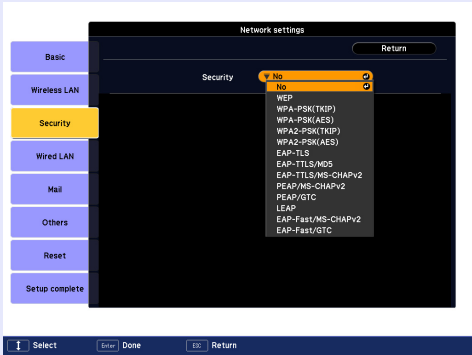 Network settings
Return
Basic
Wireless LAN
Security
Wired LAN
Mail
Others
Reset
Setup complete
Security No
No
WEP
WPA-PSK(TKIP)
WPA-PSK(AES)
WPA2-PSK(TKIP)
WPA2-PSK(AES)
EAP-TLS
EAP-TTLS/MD5
EAP-TTLS/MS-CHAPv2
PEAP/MS-CHAPv2
PEAP/GTC
LEAP
EAP-Fast/MS-CHAPv2
EAP-Fast/GTC
Select Enter Done ESC Return